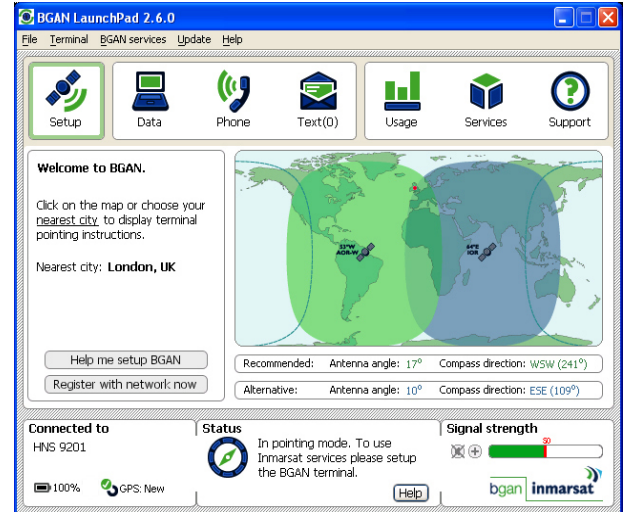 BGAN LaunchPad 2.6.0
File Terminal BGAN services Update Help
Setup Data Phone Text(0) Usage Services Support
Welcome to BGAN.
Click on the map or choose your
nearest city to display terminal
pointing instructions.
Nearest city: London, UK
Help me setup BGAN
Register with network now
53°W
AOR-W
64°E
IOR
Recommended: Antenna angle: 17° Compass direction: WSW (241°)
Alternative: Antenna angle: 10° Compass direction: ESE (109°)
Connected to
HNS 9201
100% GPS: New
Status
In pointing mode. To use
Inmarsat services please setup
the BGAN terminal.
Help
Signal strength
50
bgan inmarsat